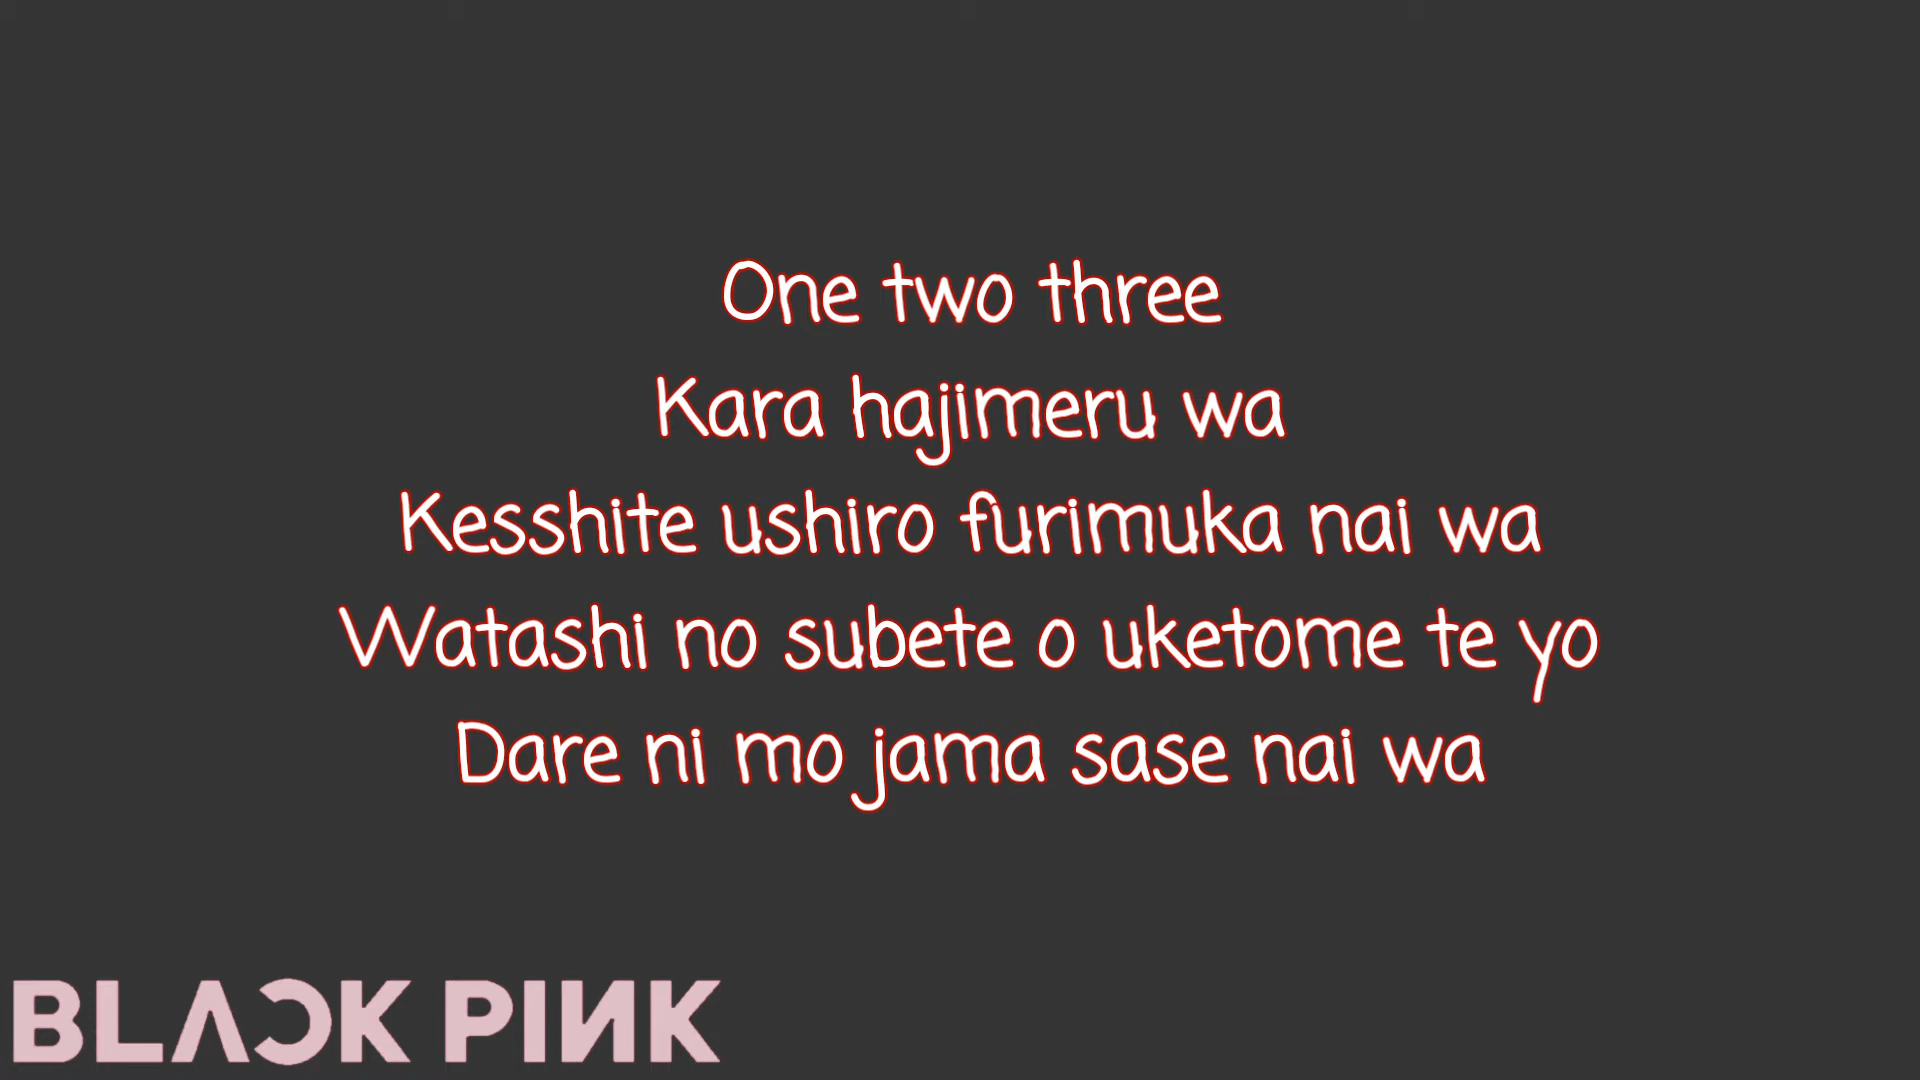 One two three
Kara hajimeru wa
Kesshite ushiro furimuka nai wa
Watashi no subete o uketome te yo
Dare ni mo jama sase nai wa
BLACK PINK